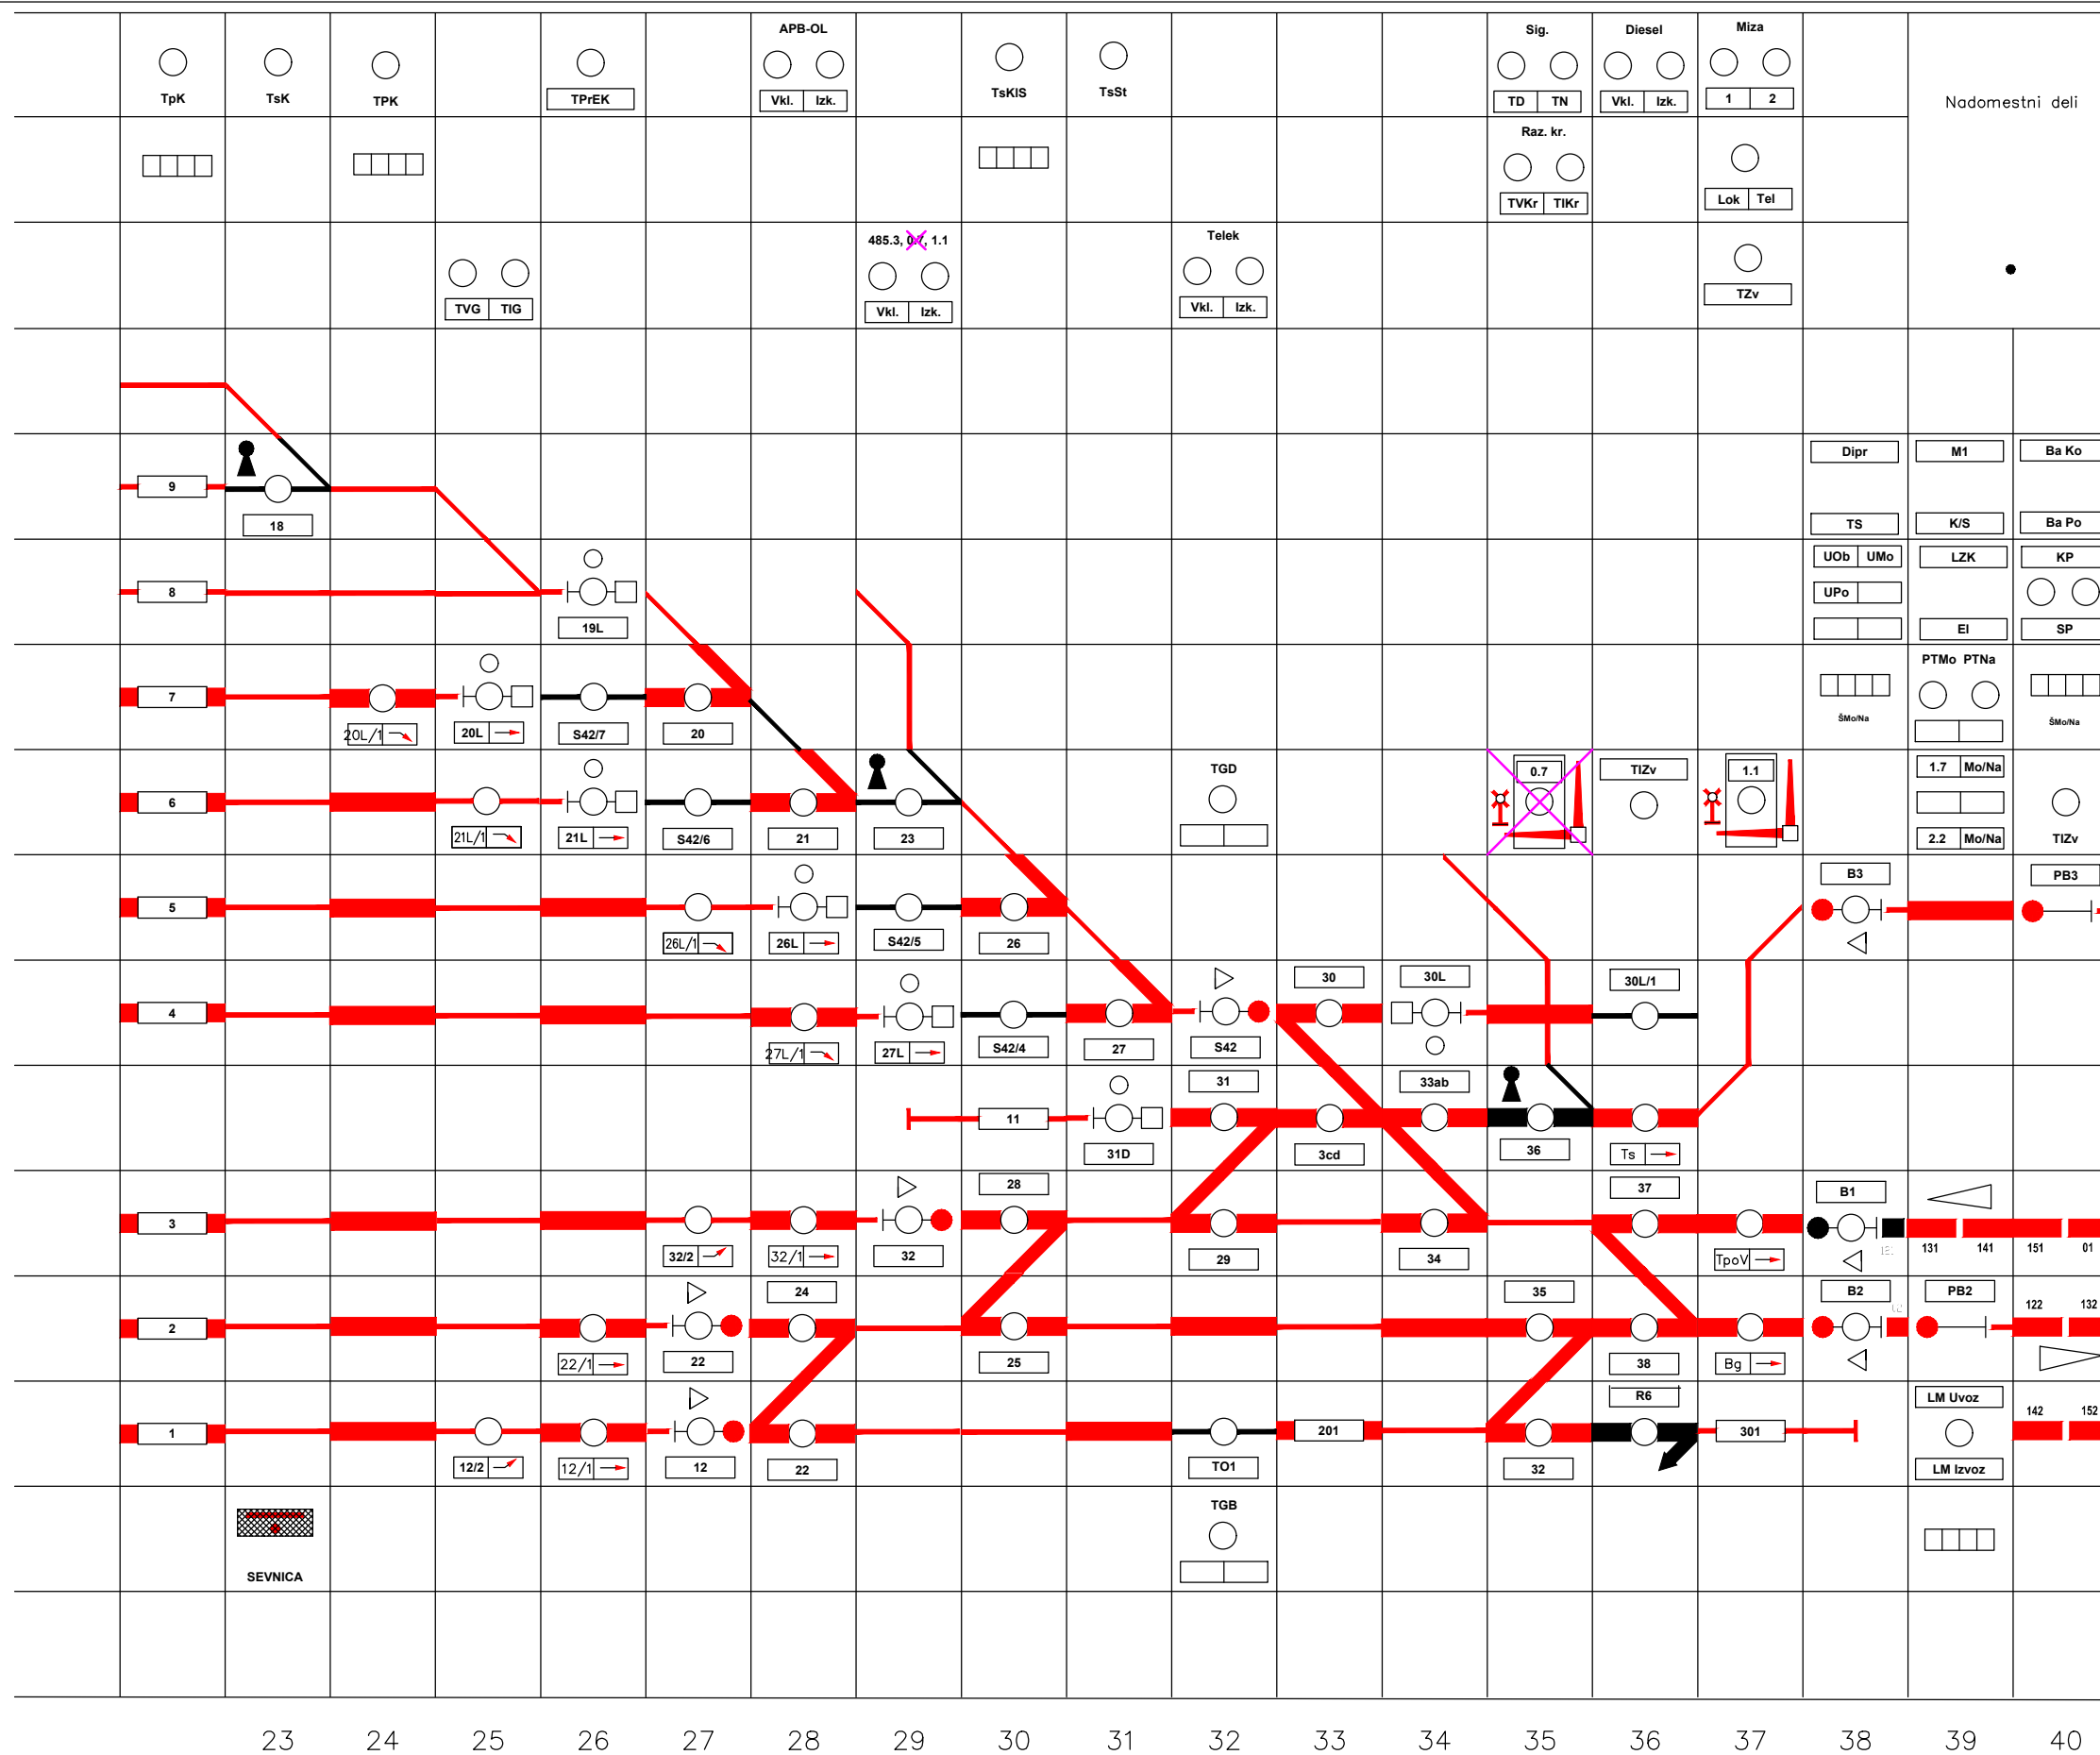 APB-OL Sig. Diesel Miza
TpK TsK TPK TPrEK Vkl. Izk. TsKIS TsSt TD TN Vkl. Izk. 1 2 Nadomestni deli
Raz. kr.
TVKr TIKr Lok Tel
485.3, 0.7, 1.1 Telek
TVG TIG Vkl. Izk. Vkl. Izk. TZv
Dipr M1 Ba Ko
9
18 TS K/S Ba Po
UOb UMo LZK KP
8 UPo
19L EI SP
PTMo PTNa
7
20L/1 20L S42/7 20 ŠMo/Na ŠMo/Na
TGD 0.7 TIZv 1.1 1.7 Mo/Na
6
21L/1 21L S42/6 21 23 2.2 Mo/Na TIZv
B3 PB3
5
26L/1 26L S42/5 26
30 30L 30L/1
4
27L/1 27L S42/4 27 S42
31 33ab
11
31D 3cd 36 Ts
28 37 B1
3
32/2 32/1 32 29 34 TpoV 131 141 151 01
24 35 B2 PB2 122 132
2
22/1 22 25 38 Bg
R6 LM Uvoz 142 152
1 201 301
12/2 12/1 12 22 TO1 32 LM Izvoz
TGB
SEVNICA
23 24 25 26 27 28 29 30 31 32 33 34 35 36 37 38 39 40